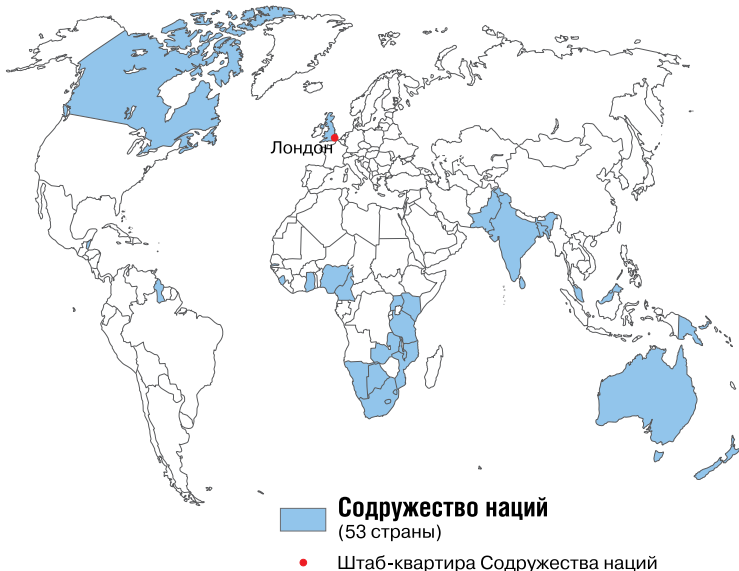 Лондон
Содружество наций
(53 страны)
Штаб-квартира Содружества наций